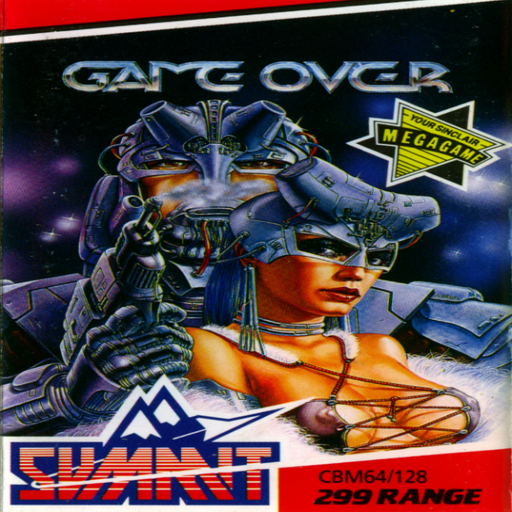 GAME OVER
YOUR SINCLAIR
MEGAGAME
SUMMIT
CBM64/128
299 RANGE